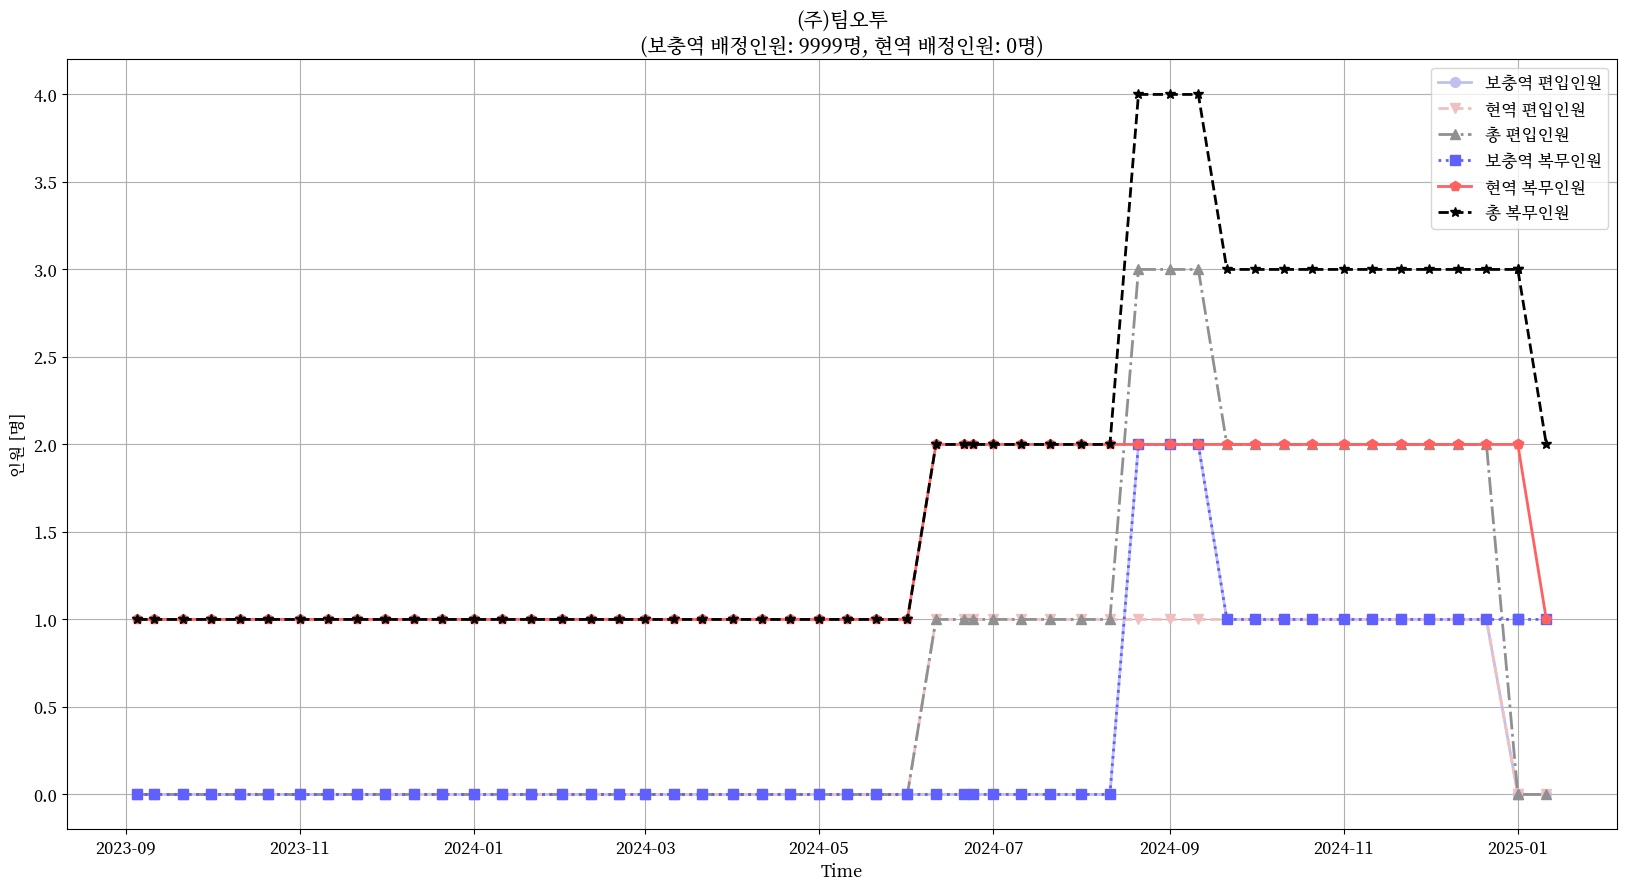 (주)팀오투
(보충역 배정인원: 9999명, 현역 배정인원: 0명)
보충역 편입인원
현역 편입인원
총 편입인원
보충역 복무인원
현역 복무인원
총 복무인원
인원 [명]
4.0
3.5
3.0
2.5
2.0
1.5
1.0
0.5
0.0
2023-09
2023-11
2024-01
2024-03
2024-05
2024-07
2024-09
2024-11
2025-01
Time